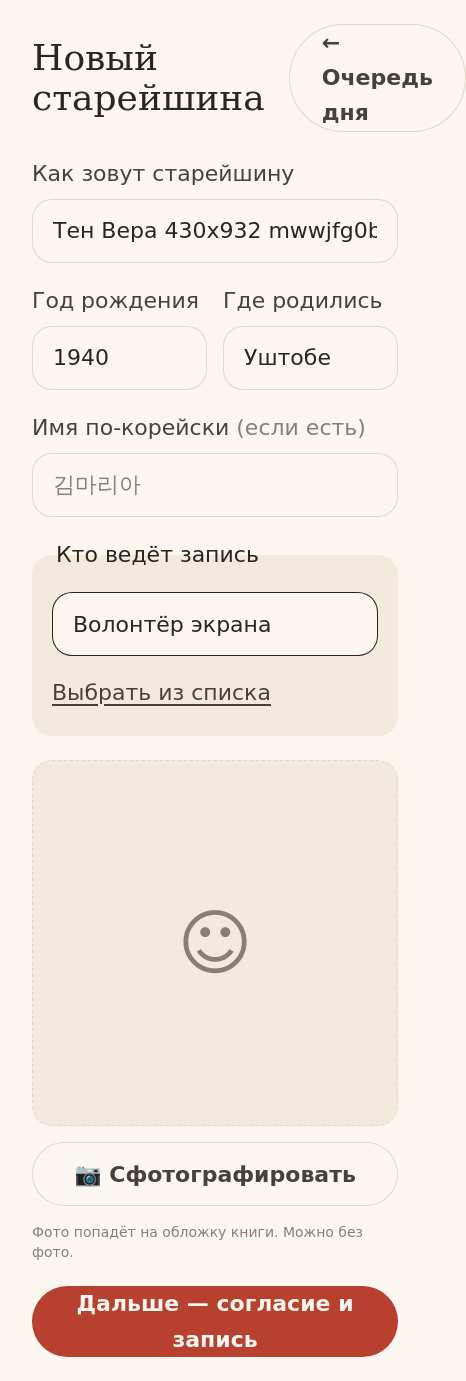 Новый
старейшина
←
Очередь
дня
Как зовут старейшину
Тен Вера 430x932 mwwjfg0b
Год рождения
Где родились
1940
Уштобе
Имя по-корейски (если есть)
김마리아
Кто ведёт запись
Волонтёр экрана
Выбрать из списка
Сфотографировать
Фото попадёт на обложку книги. Можно без
фото.
Дальше — согласие и
запись